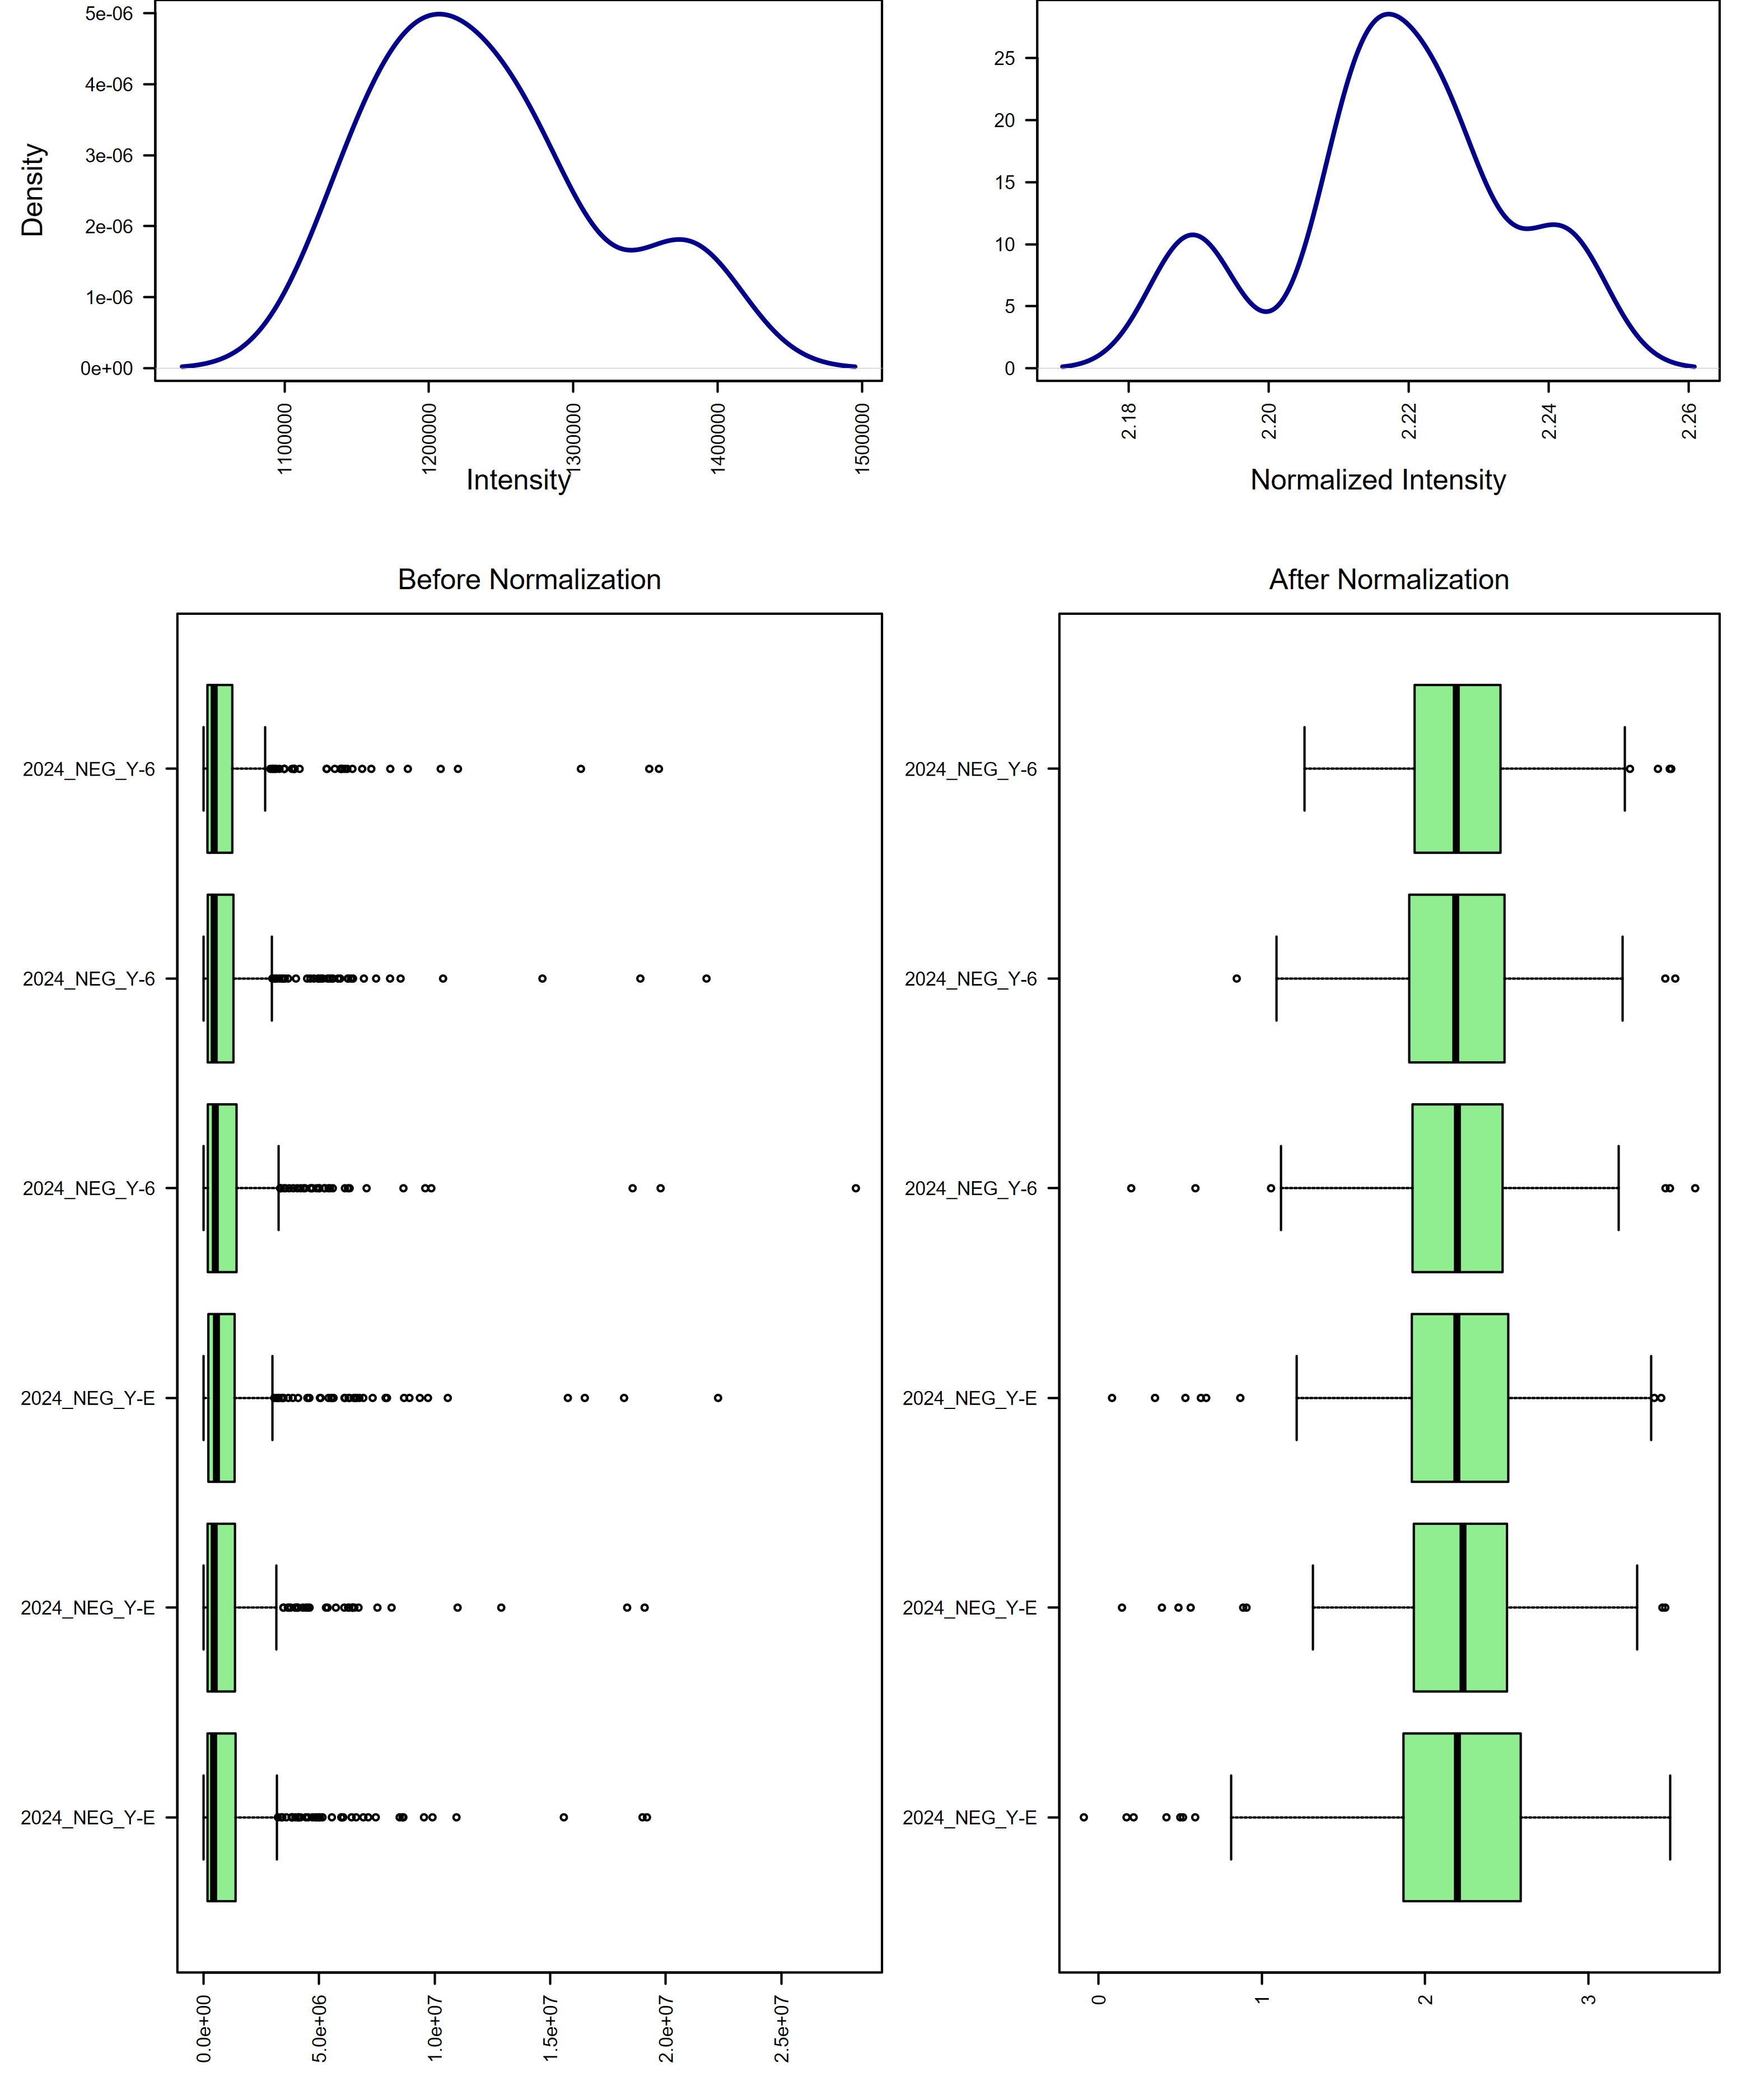 Density
5e-06
4e-06
3e-06
2e-06
1e-06
0e+00
1100000
1200000
1300000
1400000
1500000
Intensity
25
20
15
10
5
0
2.18
2.20
2.22
2.24
2.26
Normalized Intensity
Before Normalization
2024_NEG_Y-6
2024_NEG_Y-6
2024_NEG_Y-6
2024_NEG_Y-E
2024_NEG_Y-E
2024_NEG_Y-E
0.0e+00
5.0e+06
1.0e+07
1.5e+07
2.0e+07
2.5e+07
After Normalization
2024_NEG_Y-6
2024_NEG_Y-6
2024_NEG_Y-6
2024_NEG_Y-E
2024_NEG_Y-E
2024_NEG_Y-E
0
1
2
3